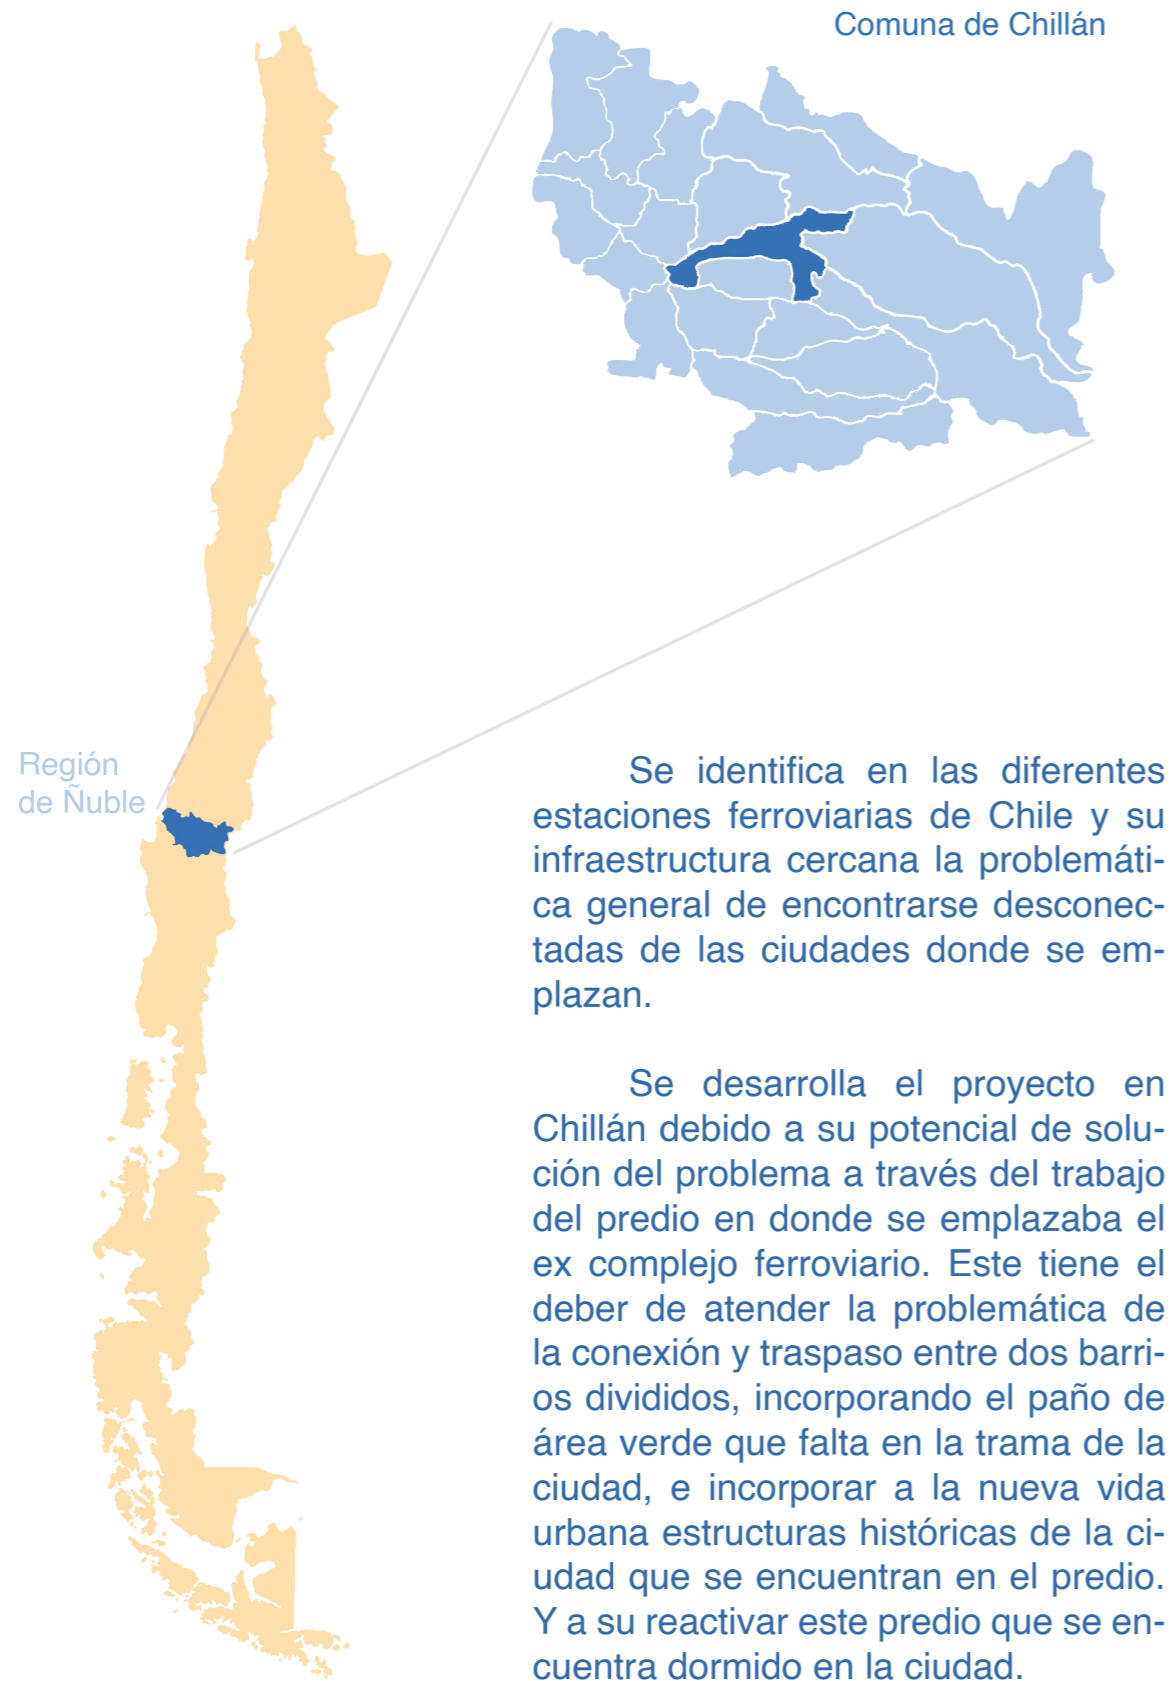 Comuna de Chillán
Región
de Ñuble
Se identifica en las diferentes
estaciones ferroviarias de Chile y su
infraestructura cercana la problemáti-
ca general de encontrarse desconec-
tadas de las ciudades donde se em-
plazan.
Se desarrolla el proyecto en
Chillán debido a su potencial de solu-
ción del problema a través del trabajo
del predio en donde se emplazaba el
ex complejo ferroviario. Este tiene el
deber de atender la problemática de
la conexión y traspaso entre dos barri-
os divididos, incorporando el paño de
área verde que falta en la trama de la
ciudad, e incorporar a la nueva vida
urbana estructuras históricas de la ci-
udad que se encuentran en el predio.
Y a su reactivar este predio que se en-
cuentra dormido en la ciudad.